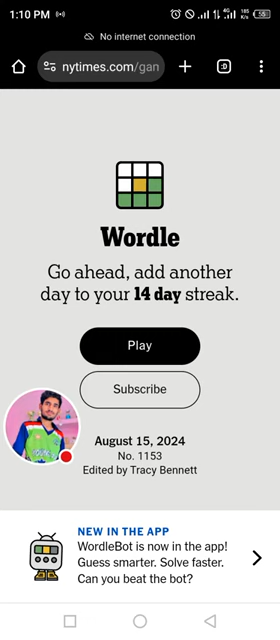 1:10 PM
4G
185
K/s
No internet connection
nytimes.com/gan
:D
Wordle
Go ahead, add another
day to your 14 day streak.
Play
Subscribe
August 15, 2024
No. 1153
Edited by Tracy Bennett
NEW IN THE APP
WordleBot is now in the app!
Guess smarter. Solve faster.
Can you beat the bot?